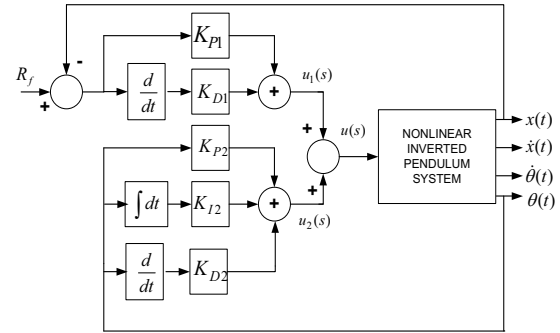 -
K_{P1}
R_f
+
d/dt
K_{D1}
+
u_1(s)
+
u(s)
NONLINEAR
INVERTED
PENDULUM
SYSTEM
x(t)
ẋ(t)
θ̇(t)
θ(t)
K_{P2}
+
∫dt
K_{I2}
+
u_2(s)
d/dt
K_{D2}